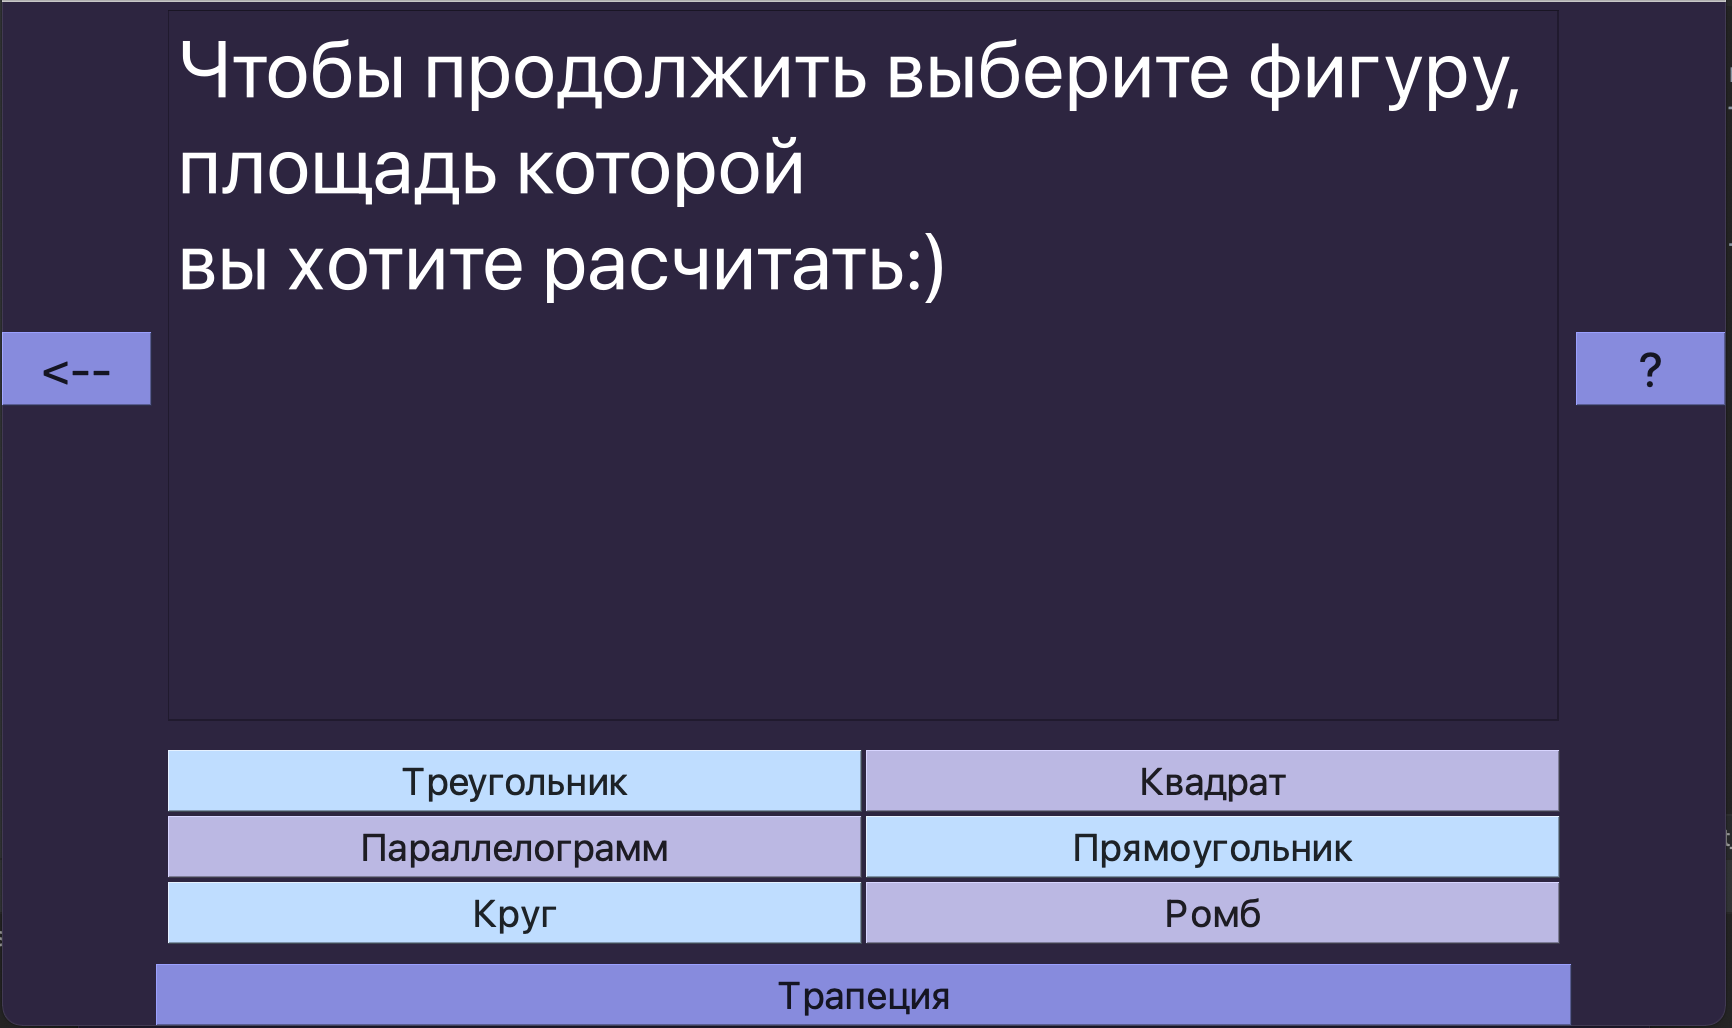 Чтобы продолжить выберите фигуру,
площадь которой
вы хотите расчитать:)
<--
?
Треугольник
Квадрат
Параллелограмм
Прямоугольник
Круг
Ромб
Трапеция